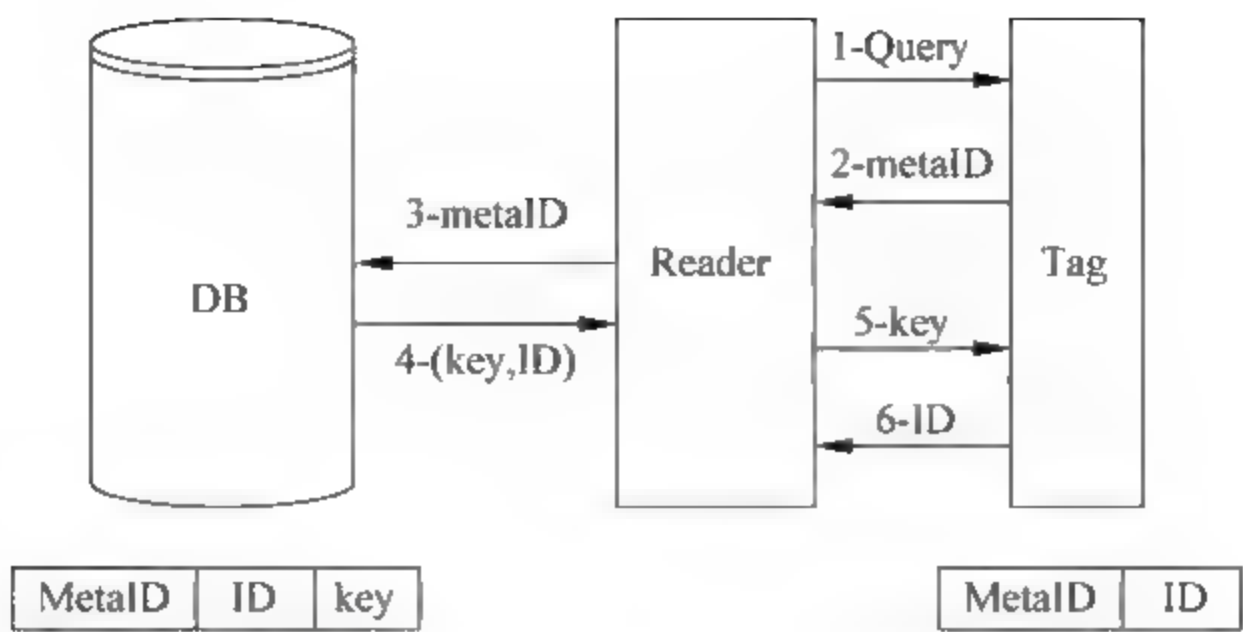 1-Query
2-metaID
3-metaID
DB
Reader
Tag
4-(key,ID)
5-key
6-ID
MetaID ID key
MetaID ID